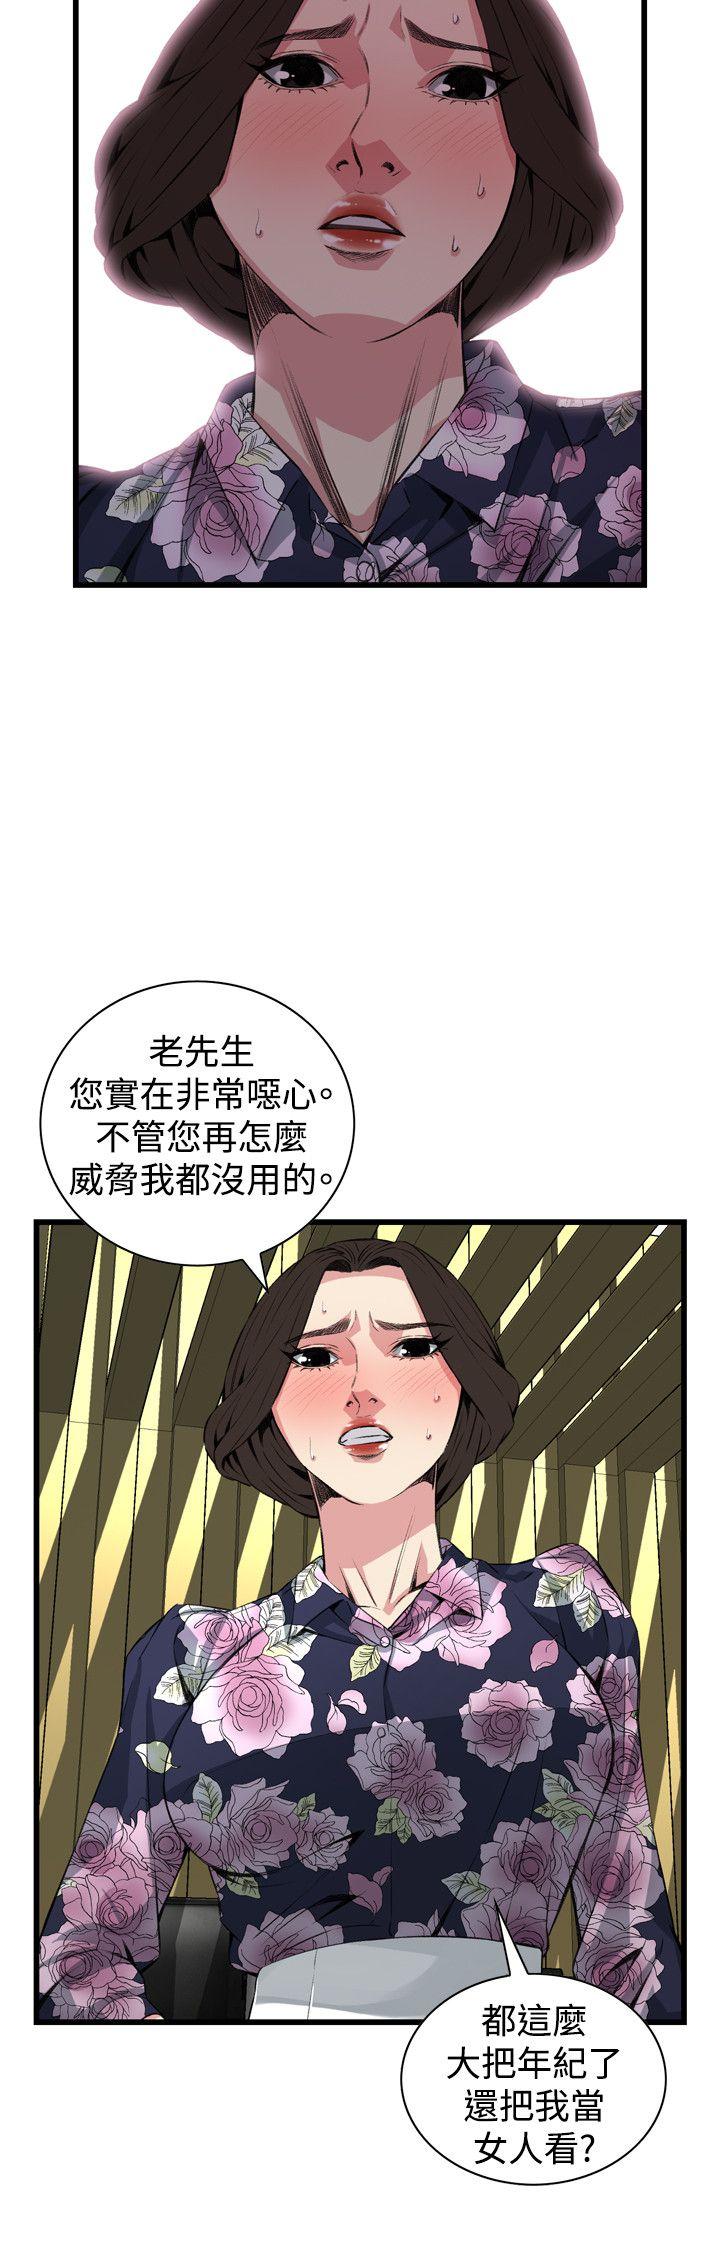 老先生
您實在非常噁心。
不管您再怎麼
威脅我都沒用的。
都這麼
大把年紀了
還把我當
女人看?